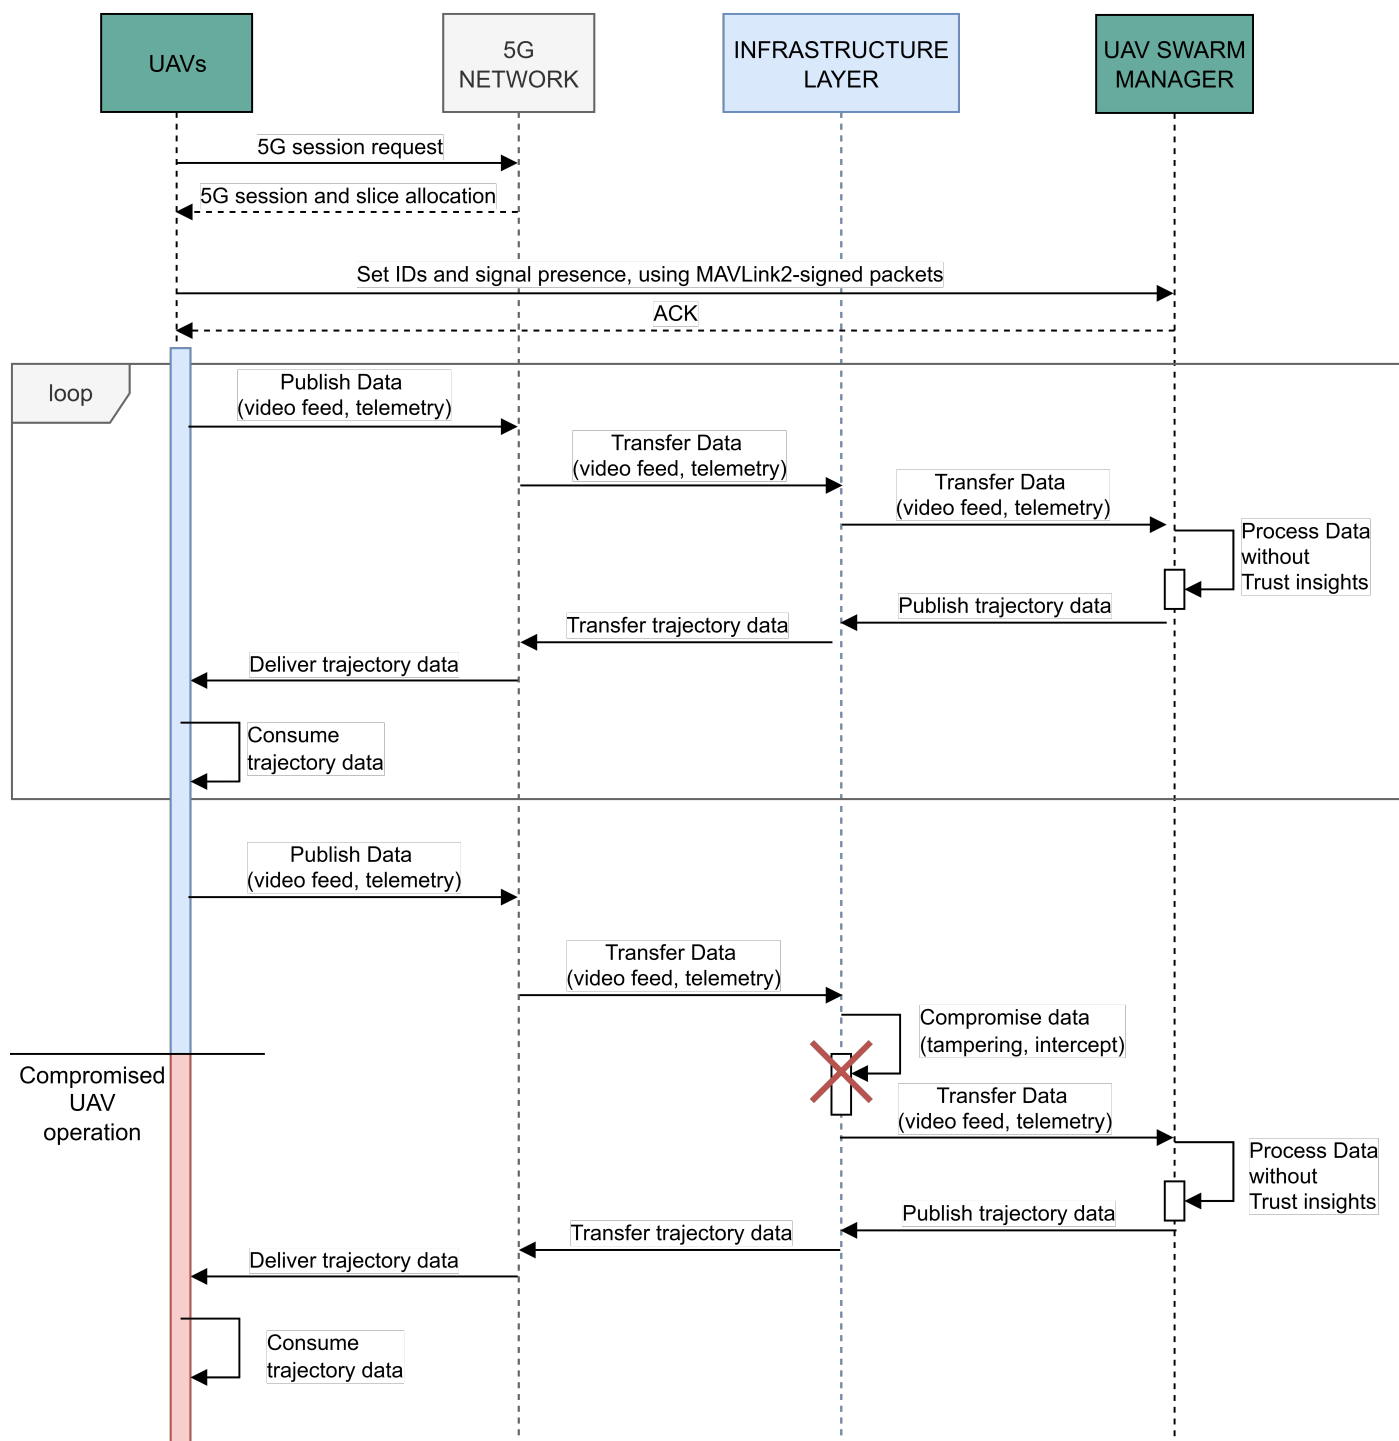 UAVs
5G
NETWORK
INFRASTRUCTURE
LAYER
UAV SWARM
MANAGER
5G session request
5G session and slice allocation
Set IDs and signal presence, using MAVLink2-signed packets
ACK
loop
Publish Data
(video feed, telemetry)
Transfer Data
(video feed, telemetry)
Transfer Data
(video feed, telemetry)
Process Data
without
Trust insights
Publish trajectory data
Transfer trajectory data
Deliver trajectory data
Consume
trajectory data
Publish Data
(video feed, telemetry)
Transfer Data
(video feed, telemetry)
Compromise data
(tampering, intercept)
Compromised
UAV
operation
Transfer Data
(video feed, telemetry)
Process Data
without
Trust insights
Publish trajectory data
Transfer trajectory data
Deliver trajectory data
Consume
trajectory data